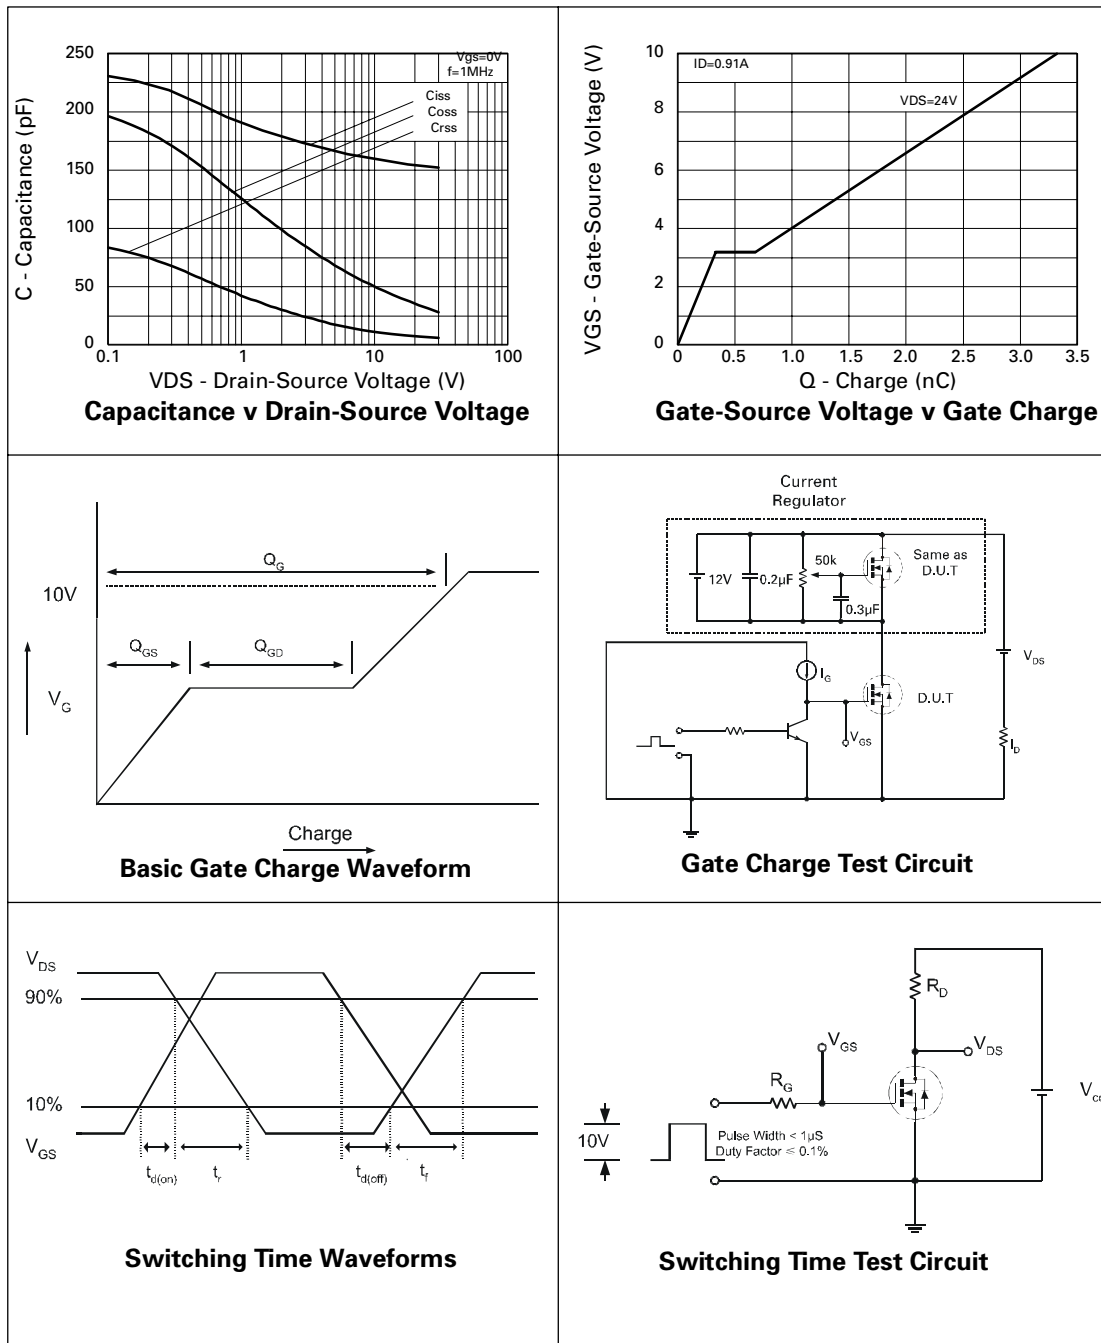 C - Capacitance (pF)
250
200
150
100
50
0
Vgs=0V
f=1MHz
Ciss
Coss
Crss
0.1
1
10
100
VDS - Drain-Source Voltage (V)
Capacitance v Drain-Source Voltage
VGS - Gate-Source Voltage (V)
10
8
6
4
2
0
ID=0.91A
VDS=24V
0
0.5
1.0
1.5
2.0
2.5
3.0
3.5
Q - Charge (nC)
Gate-Source Voltage v Gate Charge
QG
10V
QGS
QGD
VG
Charge
Basic Gate Charge Waveform
Current
Regulator
12V
0.2µF
50k
0.3µF
Same as
D.U.T
IG
VGS
D.U.T
VDS
ID
Gate Charge Test Circuit
VDS
90%
10%
VGS
td(on)
tr
td(off)
tf
Switching Time Waveforms
RD
VGS
VDS
RG
10V
Pulse Width < 1µS
Duty Factor ≤ 0.1%
Switching Time Test Circuit